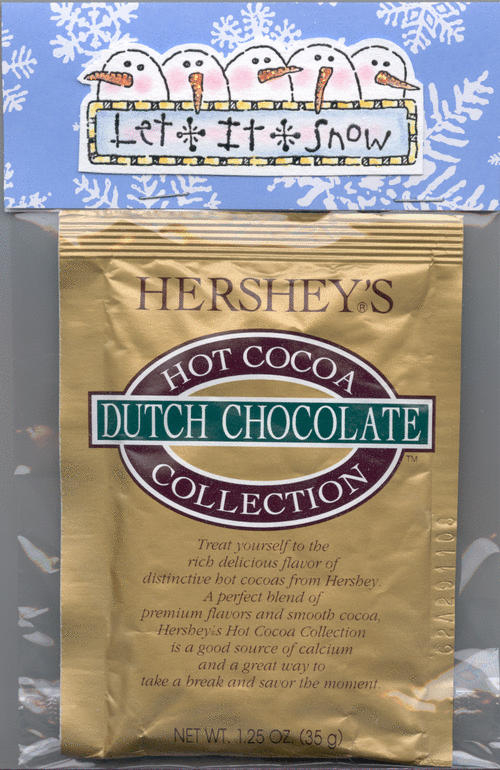 Let It Snow
HERSHEY'S®
HOT COCOA
DUTCH CHOCOLATE
COLLECTION
TM
Treat yourself to the
rich delicious flavor of
distinctive hot cocoas from Hershey.
A perfect blend of
premium flavors and smooth cocoa,
Hershey's Hot Cocoa Collection
is a good source of calcium
and a great way to
take a break and savor the moment.
NET WT. 1.25 OZ. (35 g)